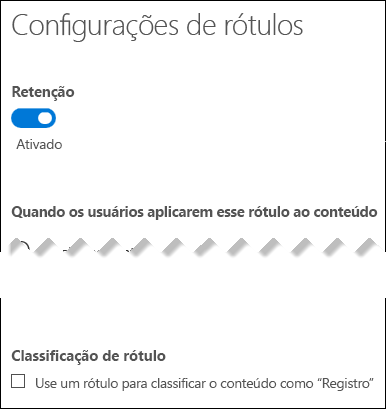 Configurações de rótulos
Retenção
Ativado
Quando os usuários aplicarem esse rótulo ao conteúdo
Classificação de rótulo
Use um rótulo para classificar o conteúdo como “Registro”